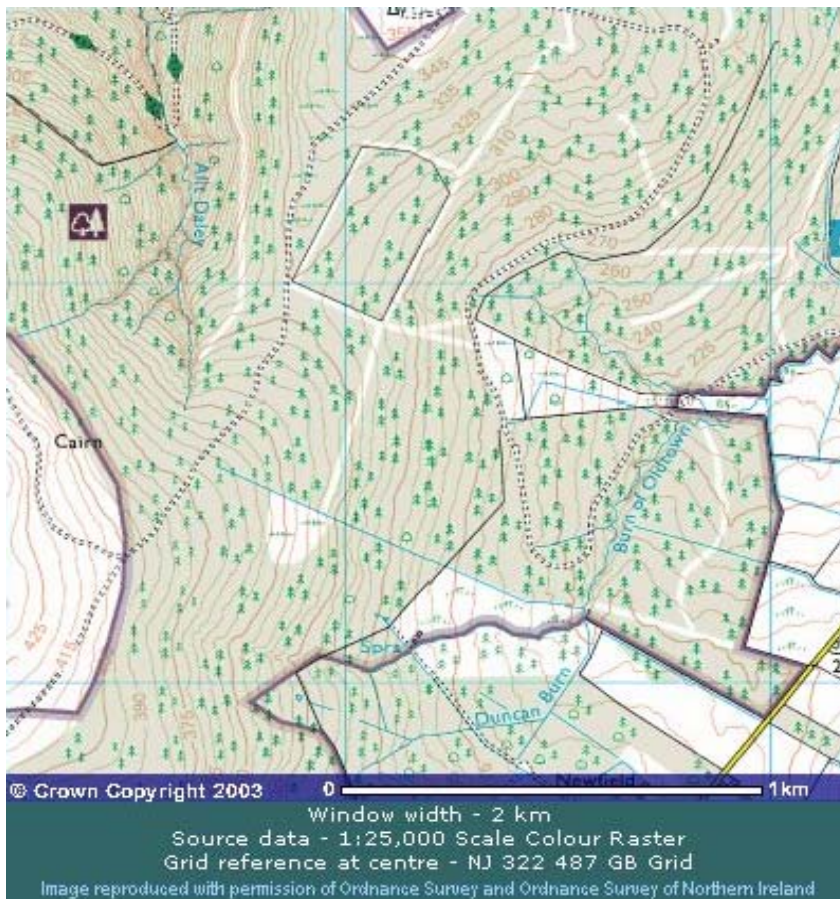 355
345
335
325
310
300
290
280
Allt Daley
270
260
250
240
225
Cairn
Burn of Oldtown
425
415
390
375
Spra
Duncan Burn
Newfield
© Crown Copyright 2003 0 1km
Window width - 2 km
Source data - 1:25,000 Scale Colour Raster
Grid reference at centre - NJ 322 487 GB Grid
Image reproduced with permission of Ordnance Survey and Ordnance Survey of Northern Ireland